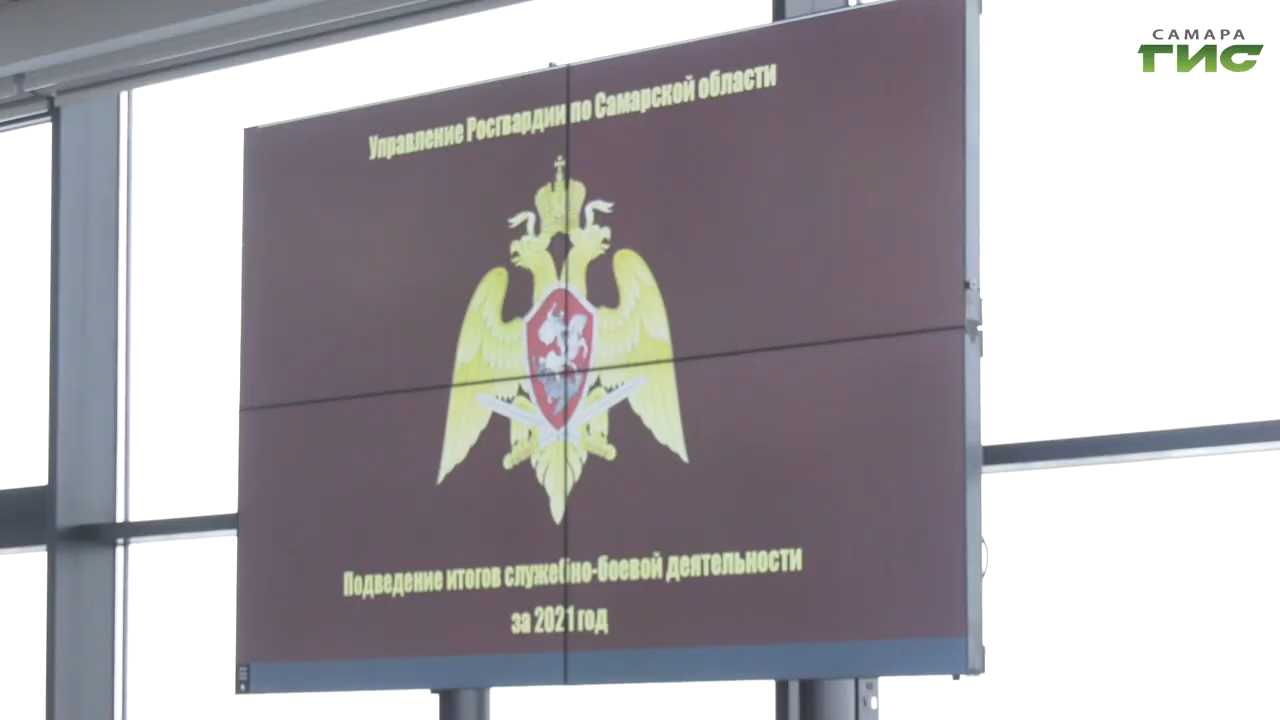 САМАРА
ГИС
Управление Росгвардии по Самарской области
Подведение итогов служебно-боевой деятельности
за 2021 год